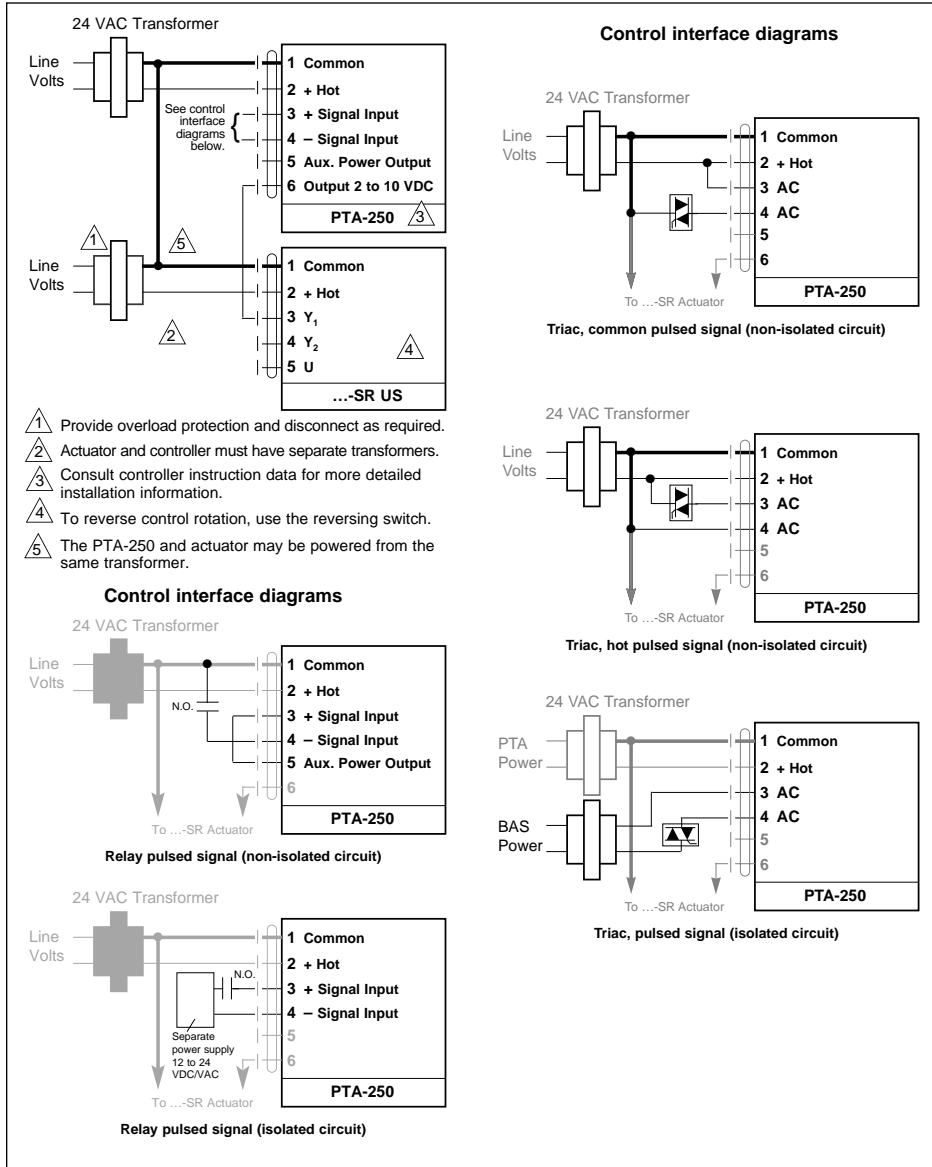 24 VAC Transformer
Line
Volts
1 Common
2 + Hot
3 + Signal Input
4 – Signal Input
5 Aux. Power Output
6 Output 2 to 10 VDC
PTA-250
3
See control
interface
diagrams
below.
{
1
5
Line
Volts
2
1 Common
2 + Hot
3 Y1
4 Y2
5 U
4
...-SR US
1 Provide overload protection and disconnect as required.
2 Actuator and controller must have separate transformers.
3 Consult controller instruction data for more detailed
installation information.
4 To reverse control rotation, use the reversing switch.
5 The PTA-250 and actuator may be powered from the
same transformer.
Control interface diagrams
24 VAC Transformer
Line
Volts
N.O.
1 Common
2 + Hot
3 + Signal Input
4 – Signal Input
5 Aux. Power Output
6
PTA-250
To ...-SR Actuator
Relay pulsed signal (non-isolated circuit)
24 VAC Transformer
Line
Volts
N.O.
1 Common
2 + Hot
3 + Signal Input
4 – Signal Input
5
6
Separate
power supply
12 to 24
VDC/VAC
PTA-250
To ...-SR Actuator
Relay pulsed signal (isolated circuit)
Control interface diagrams
24 VAC Transformer
Line
Volts
1 Common
2 + Hot
3 AC
4 AC
5
6
PTA-250
To ...-SR Actuator
Triac, common pulsed signal (non-isolated circuit)
24 VAC Transformer
Line
Volts
1 Common
2 + Hot
3 AC
4 AC
5
6
PTA-250
To ...-SR Actuator
Triac, hot pulsed signal (non-isolated circuit)
24 VAC Transformer
PTA
Power
BAS
Power
1 Common
2 + Hot
3 AC
4 AC
5
6
PTA-250
To ...-SR Actuator
Triac, pulsed signal (isolated circuit)